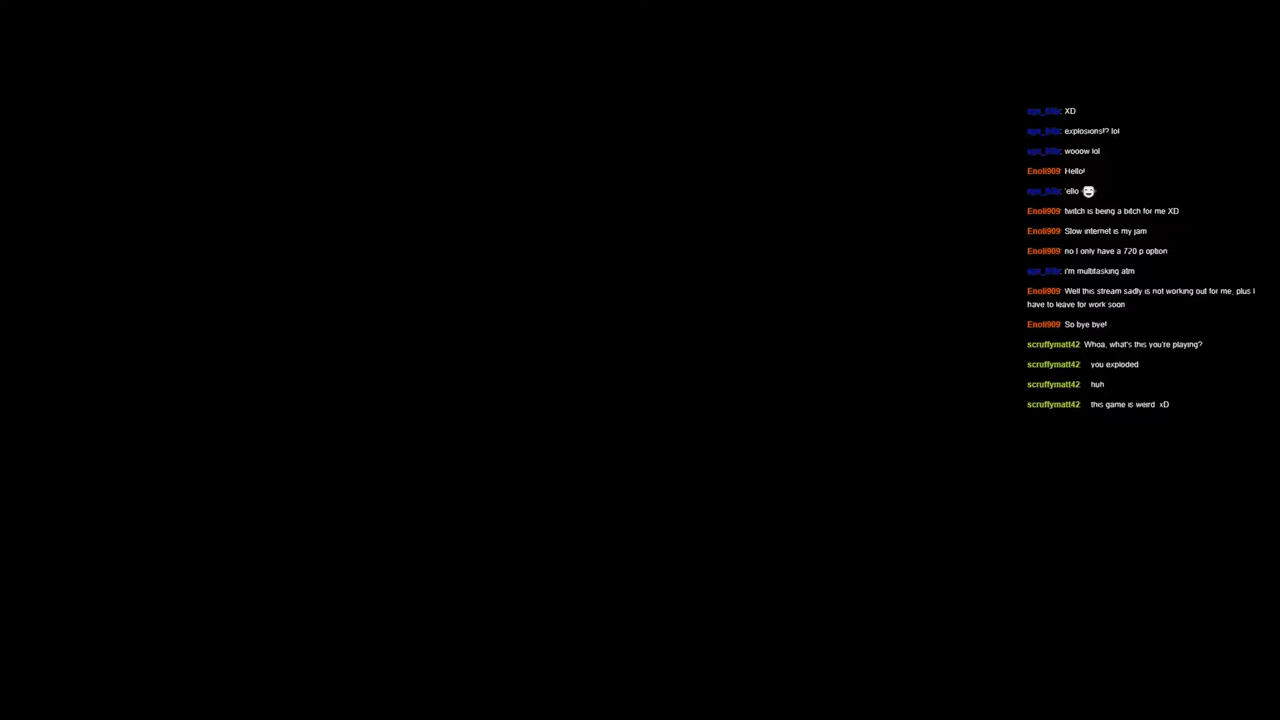 XD
explosions!? lol
wooow lol
Enoli909: Hello!
'ello
Enoli909: twitch is being a bitch for me XD
Enoli909: Slow internet is my jam
Enoli909: no I only have a 720 p option
i'm multitasking atm
Enoli909: Well this stream sadly is not working out for me, plus I
have to leave for work soon
Enoli909: So bye bye!
scruffymatt42: Whoa, what's this you're playing?
scruffymatt42: you exploded
scruffymatt42: huh
scruffymatt42: this game is weird xD